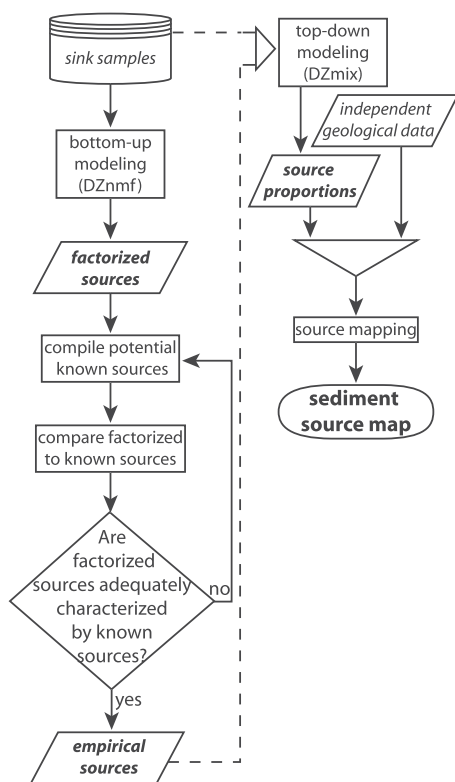 sink samples
bottom-up
modeling
(DZnmf)
factorized
sources
compile potential
known sources
compare factorized
to known sources
Are
factorized
sources adequately
characterized
by known
sources?
no
yes
empirical
sources
top-down
modeling
(DZmix)
independent
geological data
source
proportions
source mapping
sediment
source map